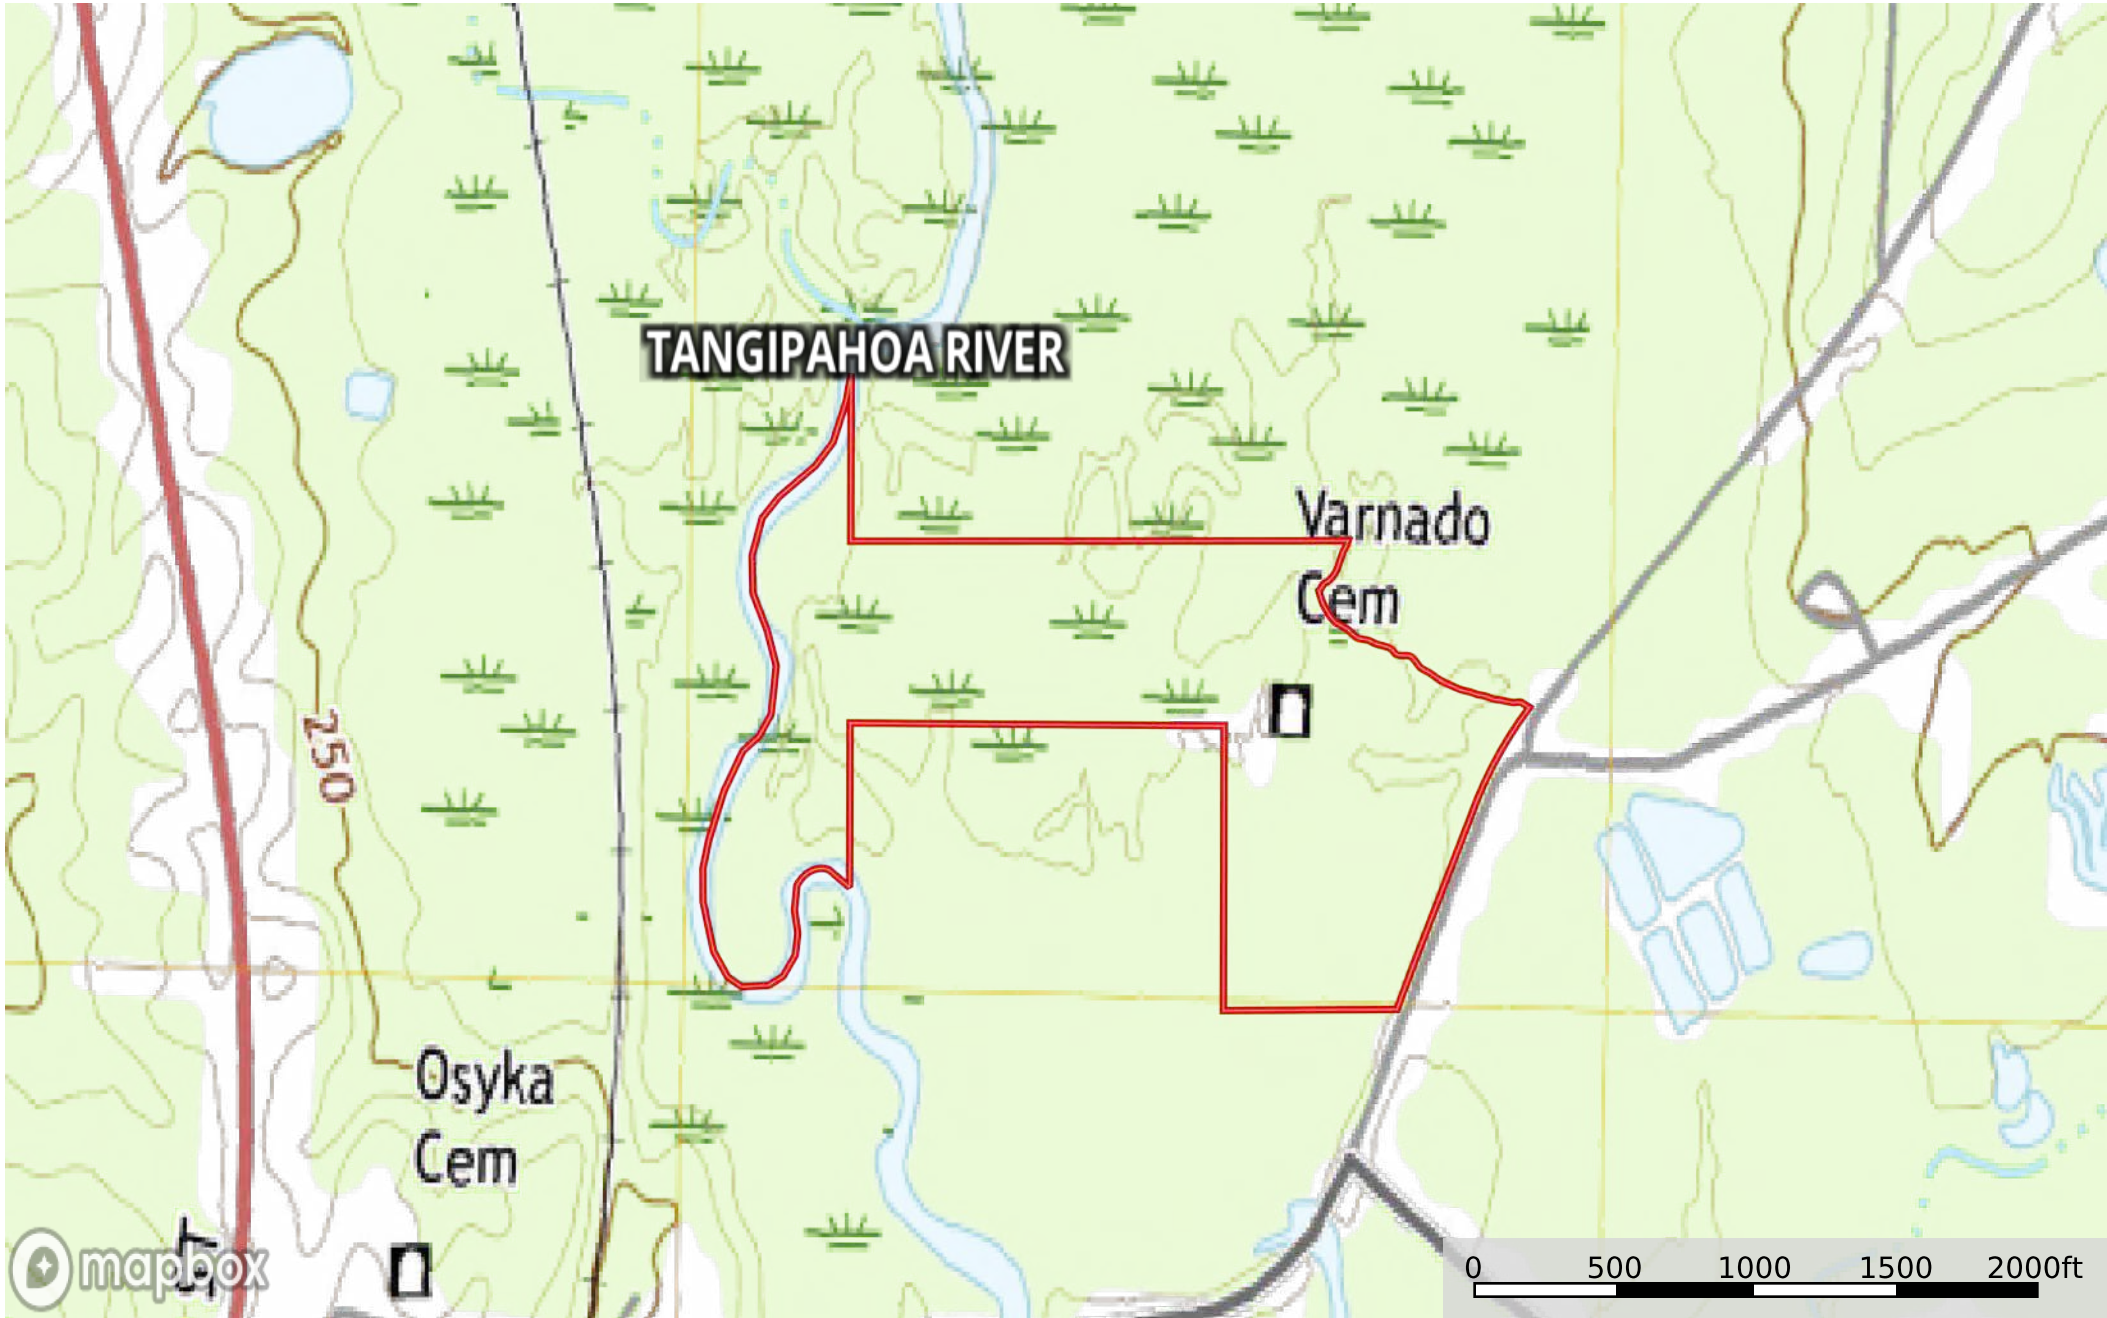 TANGIPAHOA RIVER
Varnado
Cem
250
Osyka
Cem
mapbox
0 500 1000 1500 2000ft